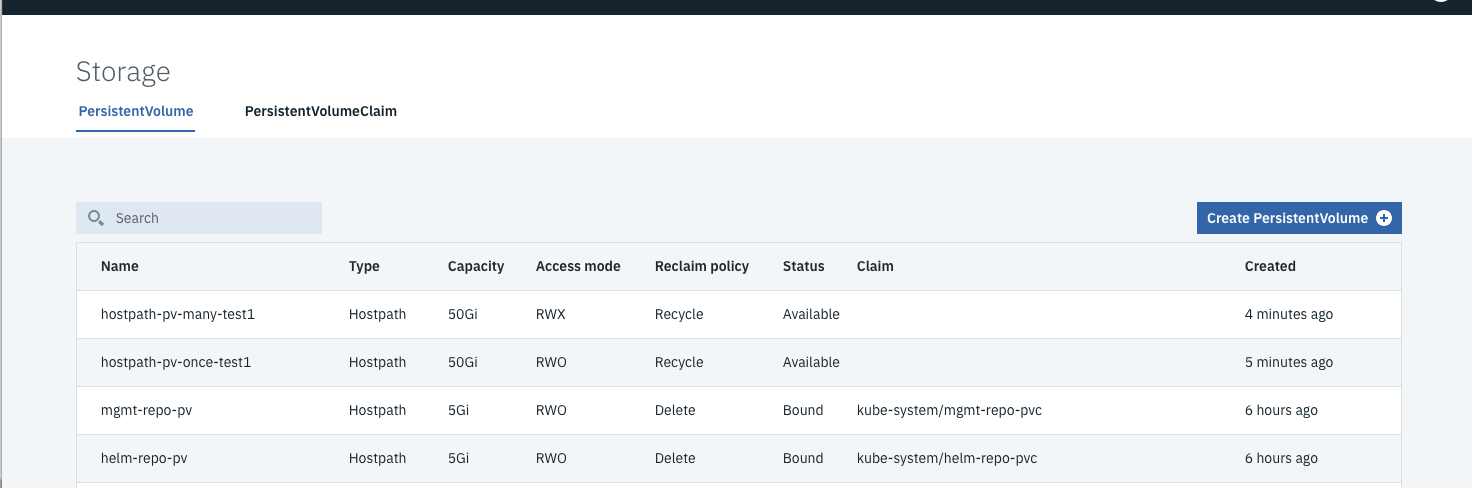 Storage
PersistentVolume PersistentVolumeClaim
Search Create PersistentVolume
Name Type Capacity Access mode Reclaim policy Status Claim Created
hostpath-pv-many-test1 Hostpath 50Gi RWX Recycle Available 4 minutes ago
hostpath-pv-once-test1 Hostpath 50Gi RWO Recycle Available 5 minutes ago
mgmt-repo-pv Hostpath 5Gi RWO Delete Bound kube-system/mgmt-repo-pvc 6 hours ago
helm-repo-pv Hostpath 5Gi RWO Delete Bound kube-system/helm-repo-pvc 6 hours ago